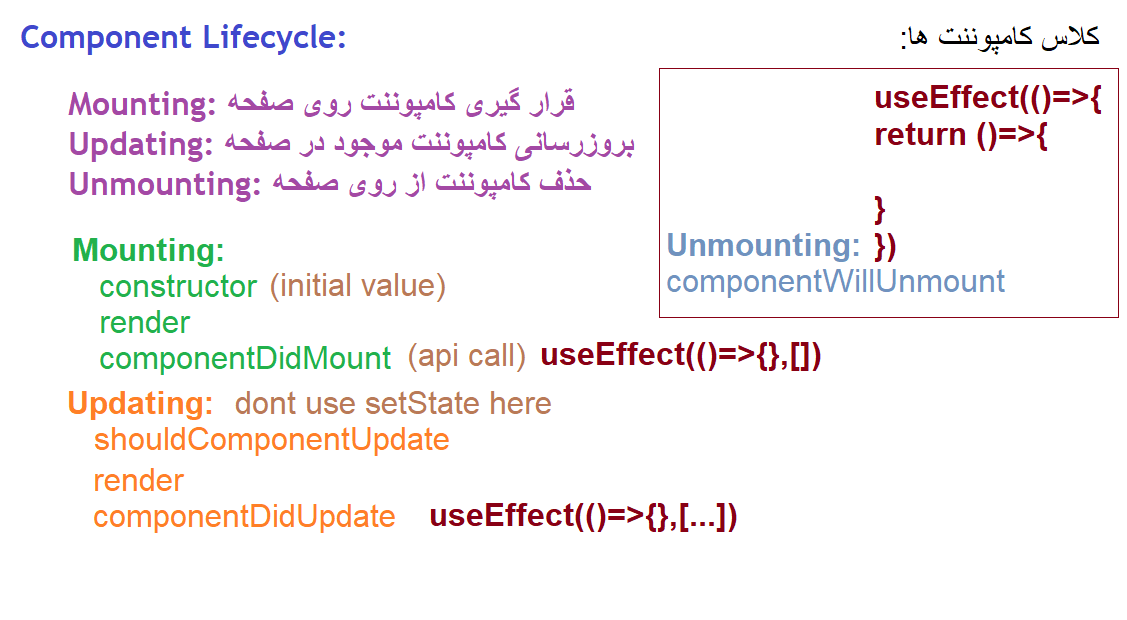 Component Lifecycle:
کلاس کامپوننت ها:
Mounting: قرار گیری کامپوننت روی صفحه
Updating: بروزرسانی کامپوننت موجود در صفحه
Unmounting: حذف کامپوننت از روی صفحه
useEffect(()=>{
return ()=>{
}
Unmounting: })
componentWillUnmount
Mounting:
constructor (initial value)
render
componentDidMount (api call) useEffect(()=>{},[])
Updating: dont use setState here
shouldComponentUpdate
render
componentDidUpdate useEffect(()=>{},[...])